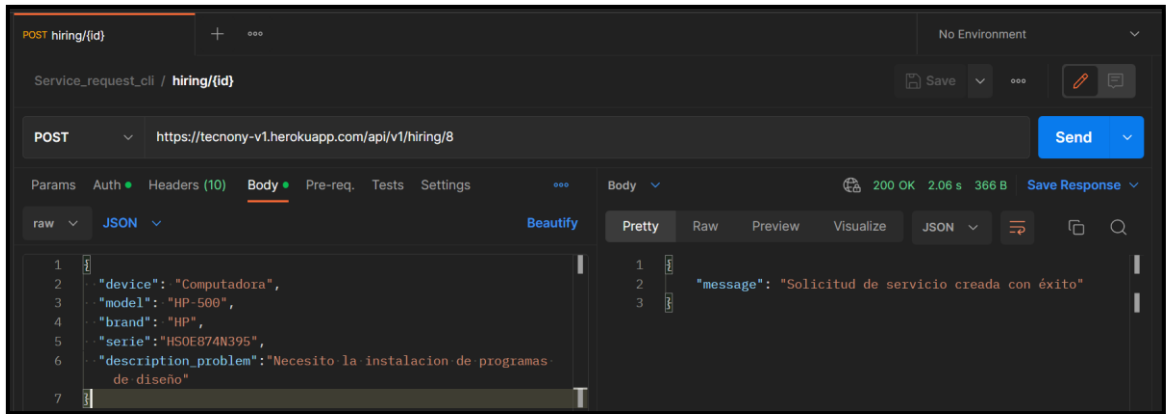 POST hiring/{id}
No Environment
Service_request_cli / hiring/{id}
Save
POST https://tecnony-v1.herokuapp.com/api/v1/hiring/8 Send
Params Auth Headers (10) Body Pre-req. Tests Settings
Body 200 OK 2.06 s 366 B Save Response
raw JSON Beautify
Pretty Raw Preview Visualize JSON
1 {
2 "device": "Computadora",
3 "model": "HP-500",
4 "brand": "HP",
5 "serie":"HSOE874N395",
6 "description_problem":"Necesito la instalacion de programas
de diseño"
7 }
1 {
2 "message": "Solicitud de servicio creada con éxito"
3 }